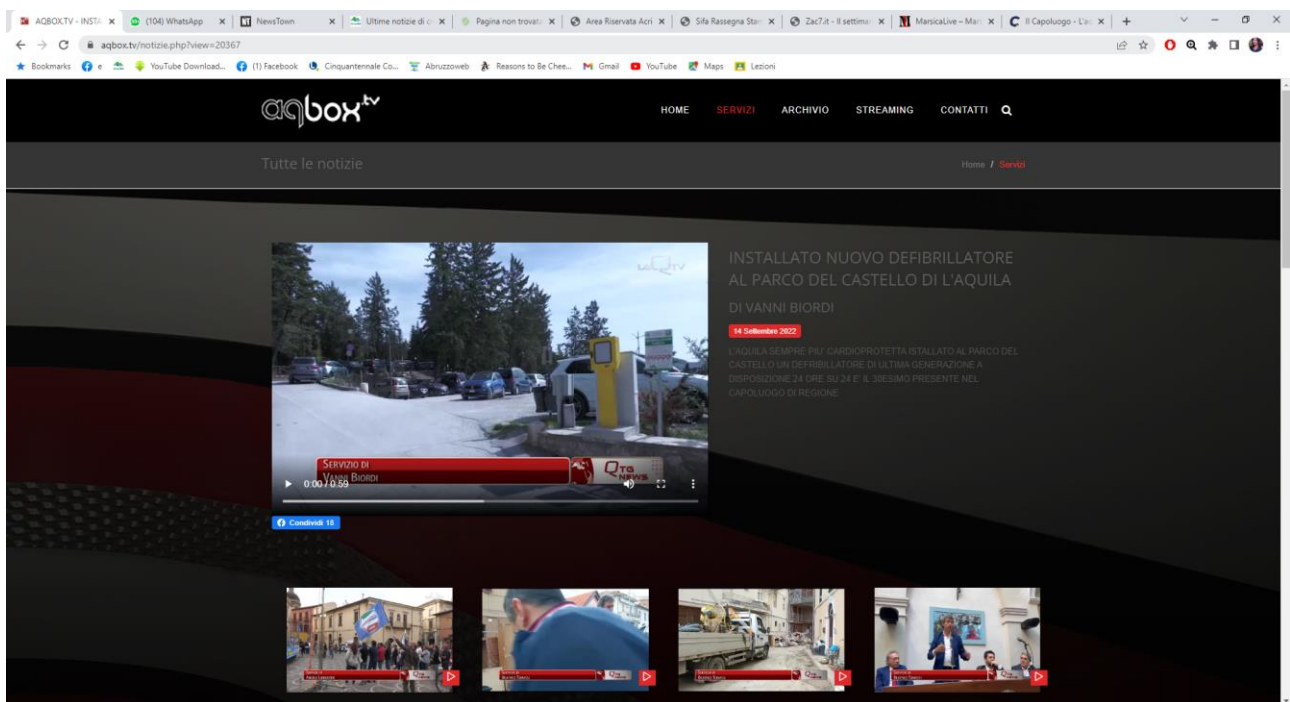 AQBOX.TV - INSTA
(104) WhatsApp
NewsTown
Ultime notizie di c
Pagina non trovat
Area Riservata Acri
Sifa Rassegna Stam
Zac7.it - Il settima
MarsicaLive – Mar
Il Capoluogo - L'a
aqbox.tv/notizie.php?view=20367
Bookmarks
e
YouTube Download...
(1) Facebook
Cinquantennale Co...
Abruzzoweb
Reasons to Be Chee...
Gmail
YouTube
Maps
Lezioni
aqbox tv
HOME
SERVIZI
ARCHIVIO
STREAMING
CONTATTI
Tutte le notizie
Home / Servizi
LAQTV
INSTALLATO NUOVO DEFIBRILLATORE
AL PARCO DEL CASTELLO DI L'AQUILA
DI VANNI BIORDI
14 Settembre 2022
L'AQUILA SEMPRE PIU' CARDIOPROTETTA ISTALLATO AL PARCO DEL
CASTELLO UN DEFRIBILLATORE DI ULTIMA GENERAZIONE A
DISPOSIZIONE 24 ORE SU 24 E' IL 38ESIMO PRESENTE NEL
CAPOLUOGO DI REGIONE
SERVIZIO DI
VANNI BIORDI
QTG
NEWS
0:00 / 0:59
Condividi 18